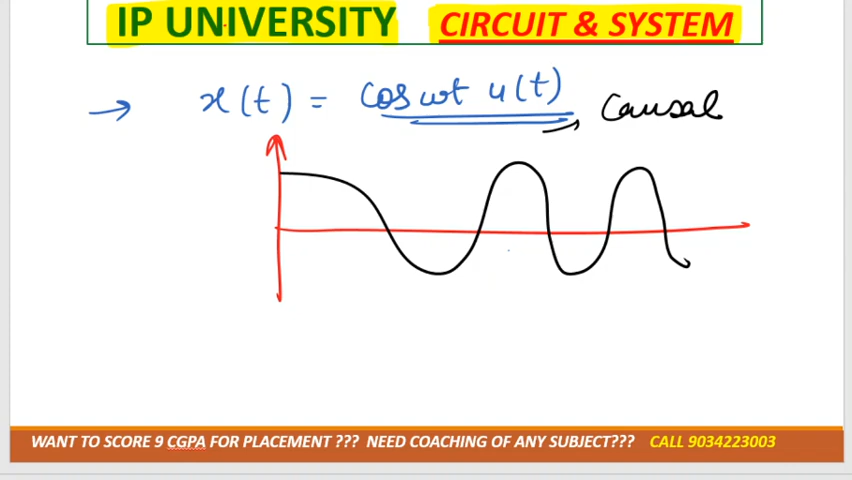 IP UNIVERSITY CIRCUIT & SYSTEM
→ x(t) = cos wt u(t) → Causal
WANT TO SCORE 9 CGPA FOR PLACEMENT ??? NEED COACHING OF ANY SUBJECT??? CALL 9034223003